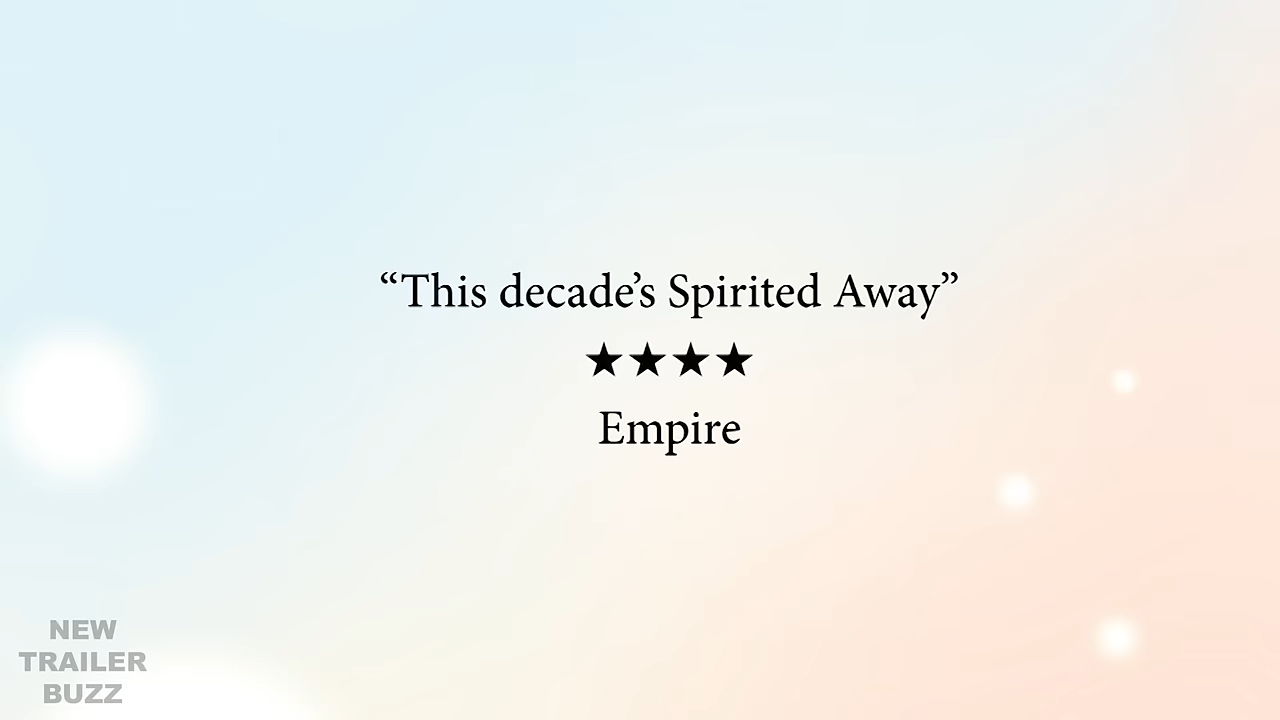 “This decade’s Spirited Away”
★★★★
Empire
NEW
TRAILER
BUZZ